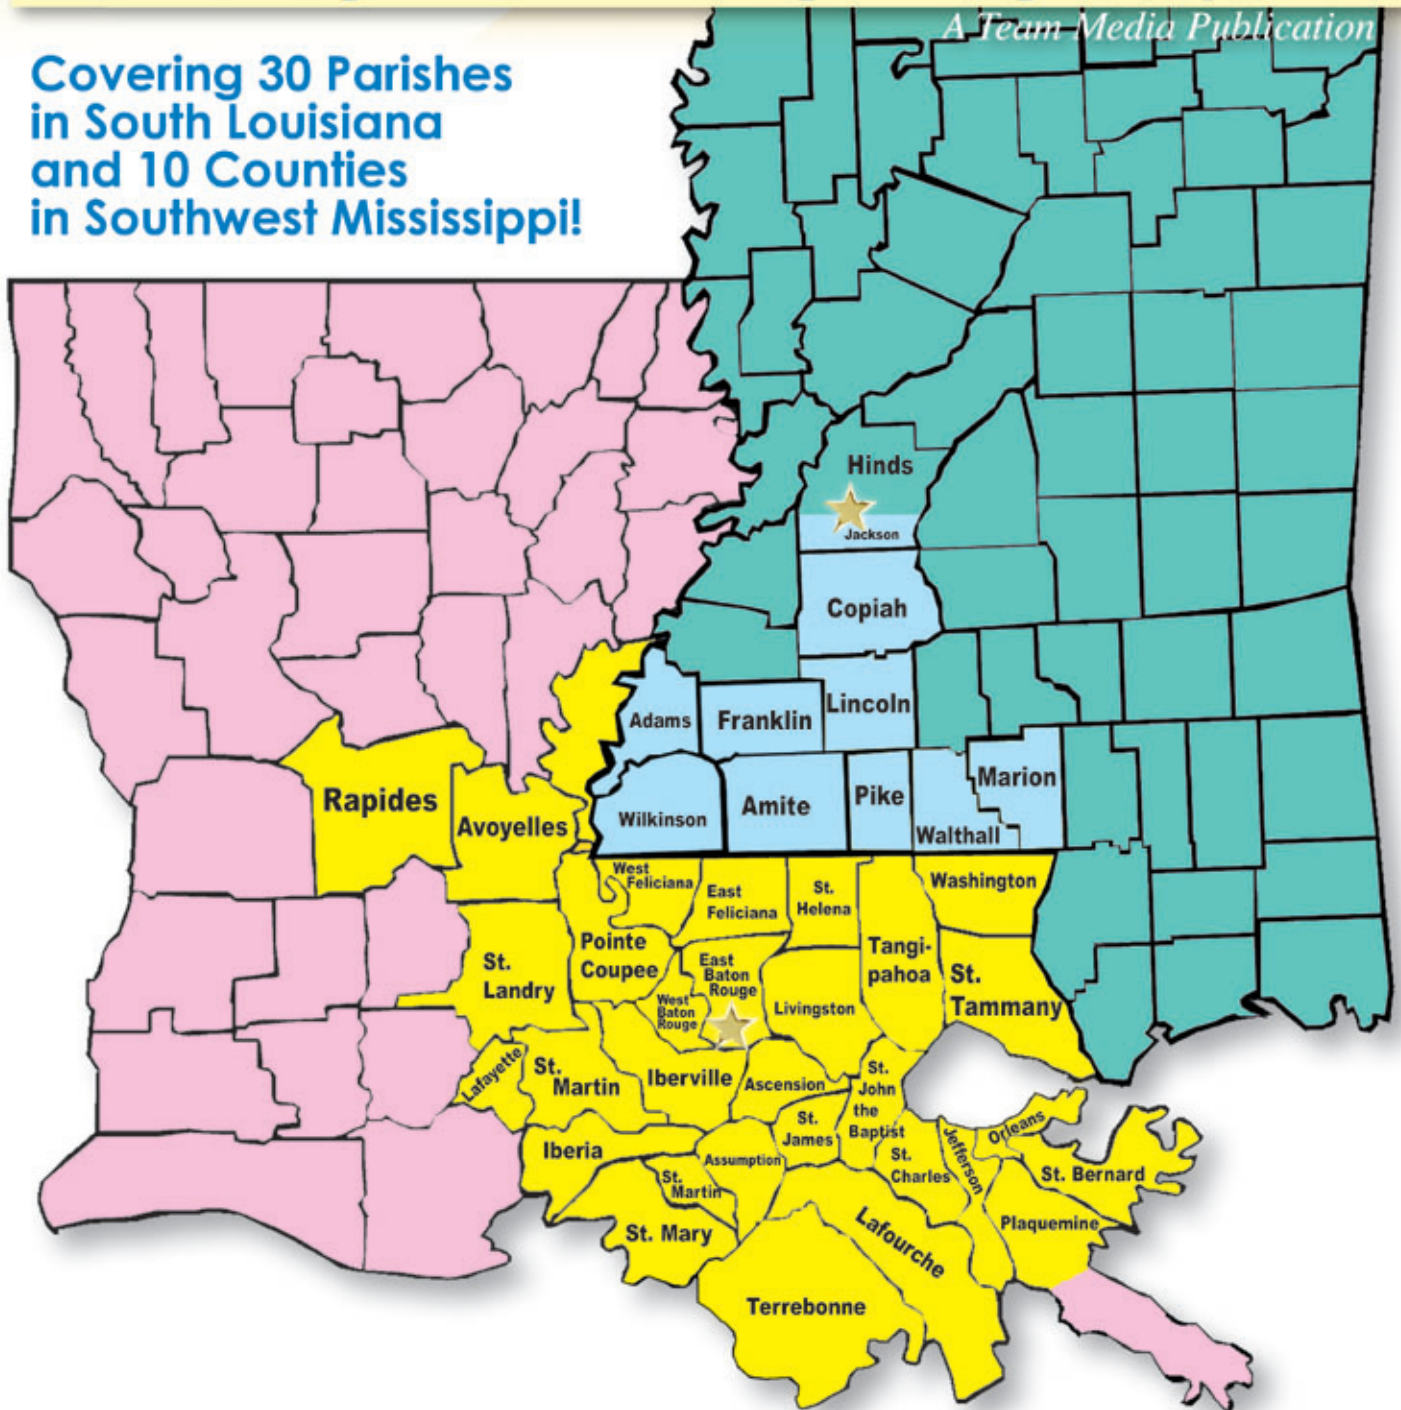 A Team Media Publication
Covering 30 Parishes
in South Louisiana
and 10 Counties
in Southwest Mississippi!
Hinds
Jackson
Copiah
Lincoln
Adams
Franklin
Marion
Rapides
Pike
Amite
Wilkinson
Avoyelles
Walthall
West
Feliciana
East
Feliciana
St.
Helena
Washington
Pointe
Coupee
East
Baton
Rouge
Tangi-
pahoa
St.
Tammany
St.
Landry
West
Baton
Rouge
Livingston
Lafayette
St.
Martin
Iberville
Ascension
St.
John
the
Baptist
St.
James
Orleans
Jefferson
Iberia
Assumption
St.
Charles
St. Bernard
St.
Martin
Plaquemine
St. Mary
Lafourche
Terrebonne